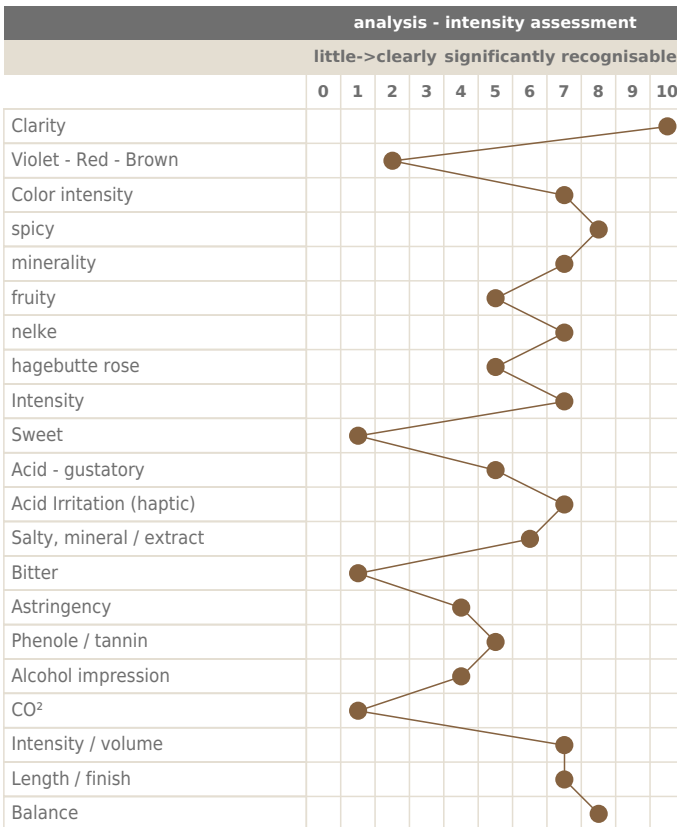 analysis - intensity assessment
little->clearly significantly recognisable
0 1 2 3 4 5 6 7 8 9 10
Clarity
Violet - Red - Brown
Color intensity
spicy
minerality
fruity
nelke
hagebutte rose
Intensity
Sweet
Acid - gustatory
Acid Irritation (haptic)
Salty, mineral / extract
Bitter
Astringency
Phenole / tannin
Alcohol impression
CO²
Intensity / volume
Length / finish
Balance